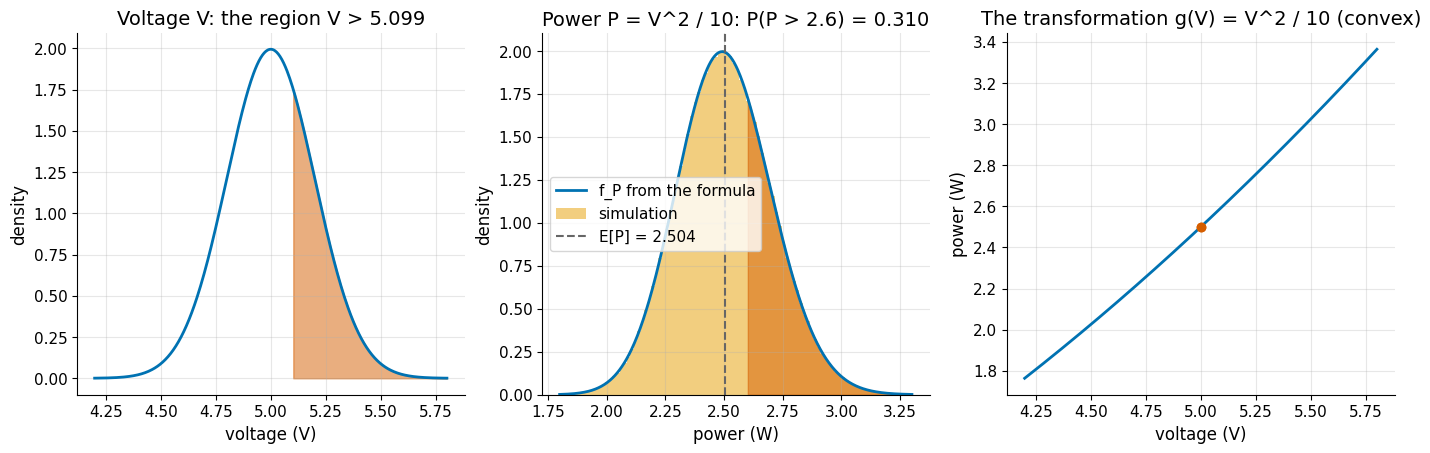 Voltage V: the region V > 5.099
density
2.00
1.75
1.50
1.25
1.00
0.75
0.50
0.25
0.00
4.25 4.50 4.75 5.00 5.25 5.50 5.75
voltage (V)
Power P = V^2 / 10: P(P > 2.6) = 0.310
density
2.00
1.75
1.50
1.25
1.00
0.75
0.50
0.25
0.00
f_P from the formula
simulation
E[P] = 2.504
1.75 2.00 2.25 2.50 2.75 3.00 3.25
power (W)
The transformation g(V) = V^2 / 10 (convex)
power (W)
3.4
3.2
3.0
2.8
2.6
2.4
2.2
2.0
1.8
4.25 4.50 4.75 5.00 5.25 5.50 5.75
voltage (V)